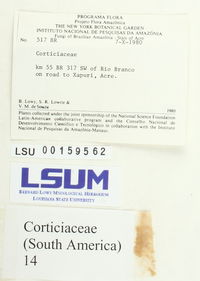 PROGRAMA FLORA
Projeto Flora Amazônica
THE NEW YORK BOTANICAL GARDEN
INSTITUTO NACIONAL DE PESQUISAS DA AMAZÔNIA
Fungi of Brazilian Amazônia - State of Acre
No. 517 BR 7-X-1980
Corticiaceae
km 55 BR 317 SW of Rio Branco
on road to Xapuri, Acre.
B. Lowy, S. R. Lowrie &
V. M. de Souza 1980
Plants collected under the joint sponsorship of the National Science Foundation
Latin-American collaborative program and the Conselho Nacional de
Desenvolvimento Científico e Tecnológico in collaboration with the Instituto
Nacional de Pesquisas da Amazônia-Manaus.
LSU 00159562
LSUM
BERNARD LOWY MYCOLOGICAL HERBARIUM
LOUISIANA STATE UNIVERSITY
Corticiaceae
(South America)
14